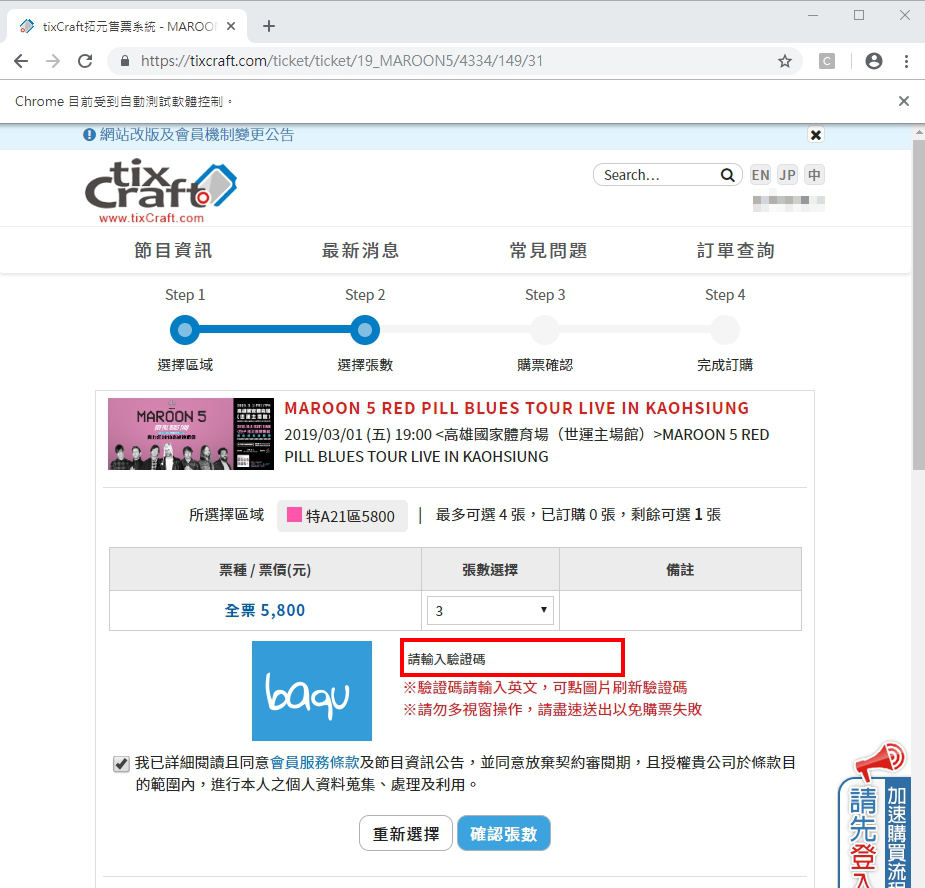 tixCraft拓元售票系統 - MAROO
https://tixcraft.com/ticket/ticket/19_MAROON5/4334/149/31
C
Chrome 目前受到自動測試軟體控制。
網站改版及會員機制變更公告
tix
Craft
www.tixCraft.com
Search...
EN JP 中
節目資訊 最新消息 常見問題 訂單查詢
Step 1 Step 2 Step 3 Step 4
選擇區域 選擇張數 購票確認 完成訂購
MAROON 5
MAROON 5 RED PILL BLUES TOUR LIVE IN KAOHSIUNG
2019/03/01 (五) 19:00 <高雄國家體育場（世運主場館）>MAROON 5 RED
PILL BLUES TOUR LIVE IN KAOHSIUNG
所選擇區域 特A21區5800 | 最多可選 4 張，已訂購 0 張，剩餘可選 1 張
票種 / 票價(元) 張數選擇 備註
全票 5,800 3
baqu
請輸入驗證碼
※驗證碼請輸入英文，可點圖片刷新驗證碼
※請勿多視窗操作，請盡速送出以免購票失敗
我已詳細閱讀且同意會員服務條款及節目資訊公告，並同意放棄契約審閱期，且授權貴公司於條款目
的範圍內，進行本人之個人資料蒐集、處理及利用。
重新選擇 確認張數
加速購買流程
請先登入